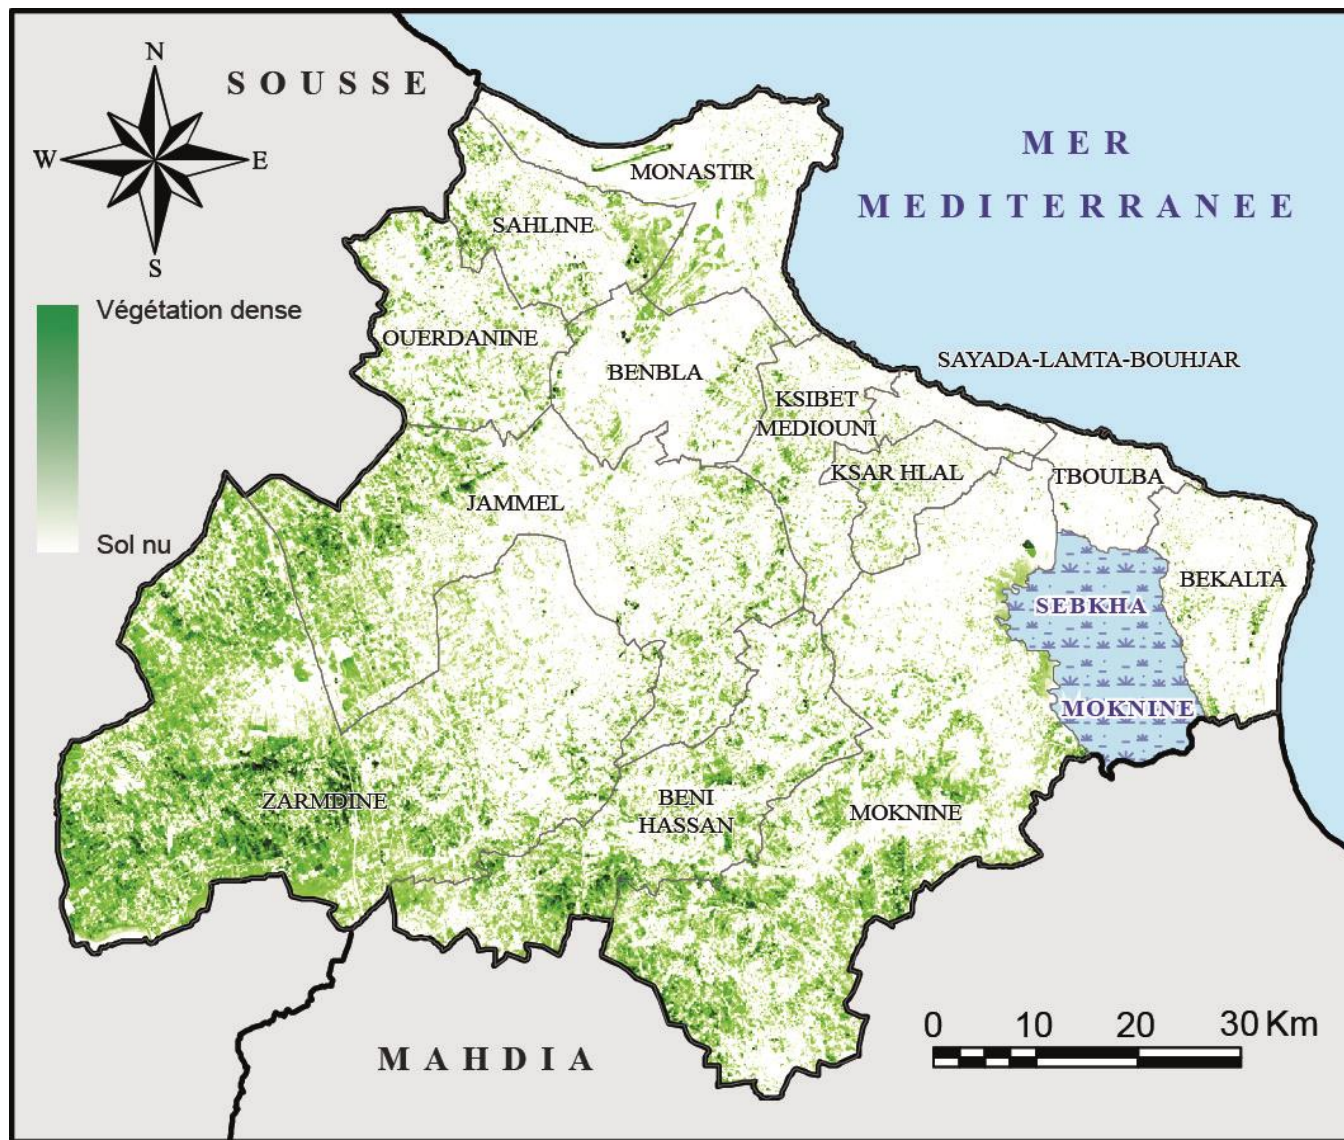 N
SOUSSE
W
E
S
MER
MEDITERRANEE
MONASTIR
SAHLINE
Végétation dense
OUERDANINE
BENBLA
SAYADA-LAMTA-BOUHJAR
KSIBET
MEDIOUNI
KSAR HLAL
TBOULBA
JAMMEL
Sol nu
BEKALTA
SEBKHA
MOKNINE
ZARMDINE
BENI
HASSAN
MOKNINE
0 10 20 30 Km
MAHDIA